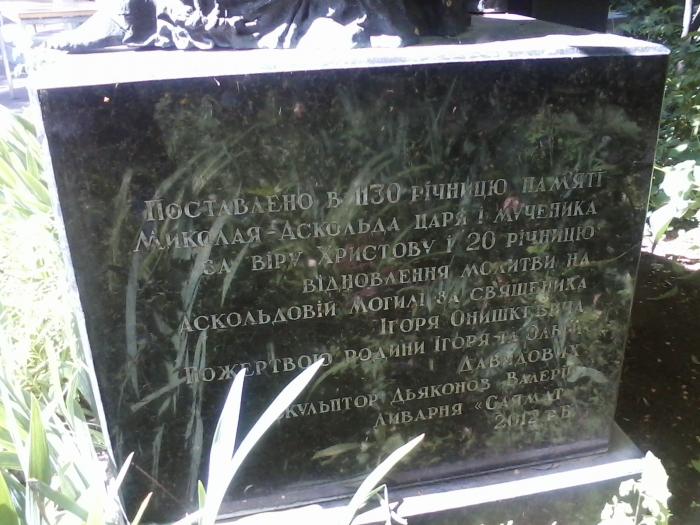 Поставлено в 1130 річницю пам'яті
Миколая-Аскольда царя і мученика
за віру Христову і 20 річницю
відновлення молитви на
Аскольдовій Могилі за священика
Ігоря Онишкевича
Пожертвою родини Ігоря та Ольги
Давидових
Скульптор Дьяконов Валерій
Ливарня «Саямат»
2012 р.б.